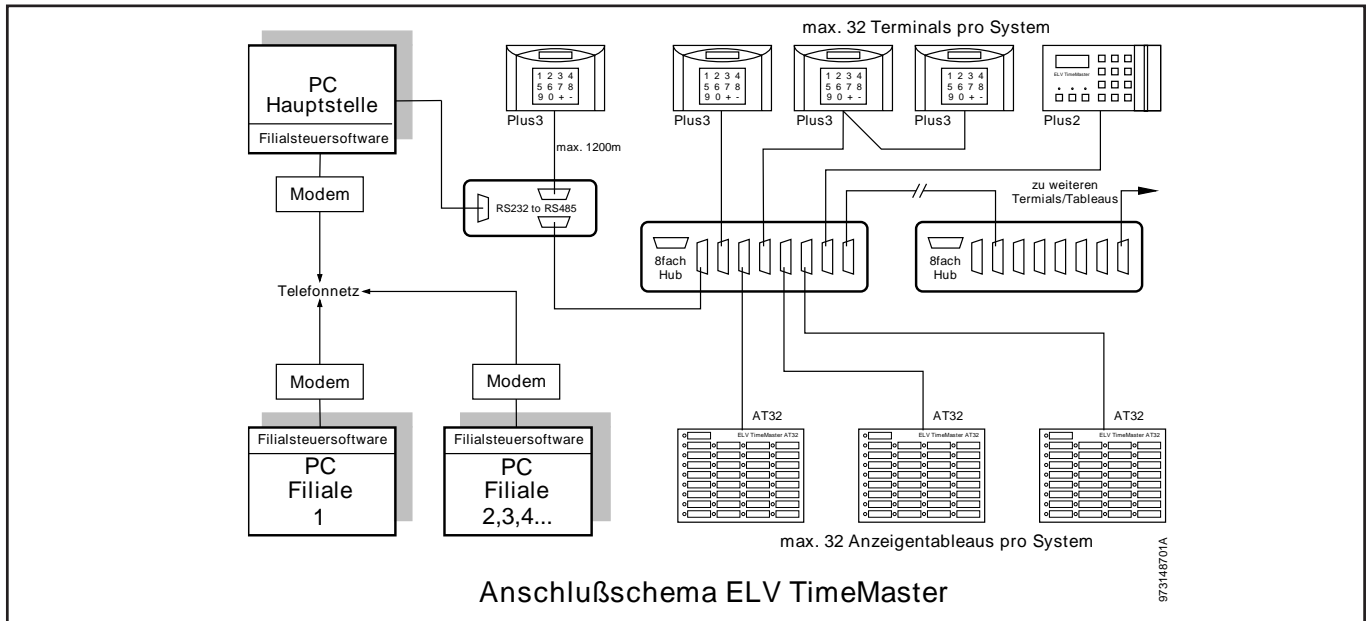 max. 32 Terminals pro System
PC
Hauptstelle
Filialsteuersoftware
1 2 3 4
5 6 7 8
9 0 + -
Plus3
1 2 3 4
5 6 7 8
9 0 + -
Plus3
1 2 3 4
5 6 7 8
9 0 + -
Plus3
1 2 3 4
5 6 7 8
9 0 + -
Plus3
ELV TimeMaster
Plus2
max. 1200m
Modem
RS232 to RS485
zu weiteren
Termials/Tableaus
8fach
Hub
8fach
Hub
Telefonnetz
Modem
Modem
Filialsteuersoftware
PC
Filiale
1
Filialsteuersoftware
PC
Filiale
2,3,4...
AT32
ELV TimeMaster AT32
AT32
ELV TimeMaster AT32
AT32
ELV TimeMaster AT32
max. 32 Anzeigentableaus pro System
973148701A
Anschlußschema ELV TimeMaster